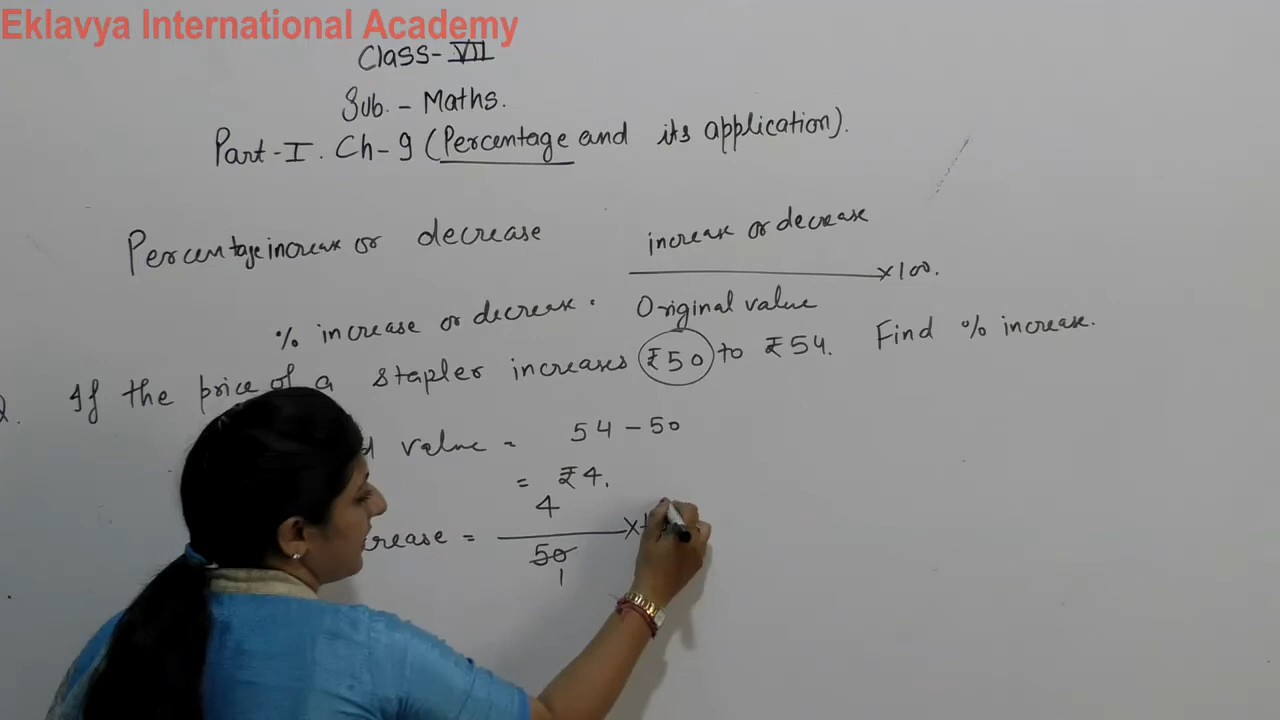 Eklavya International Academy
Class-VII
Sub. - Maths.
Part-I. Ch-9 (Percentage and its application).
Percentage increase or decrease
increase or decrease
×100.
% increase or decrease =
Original value
Q. If the price of a stapler increases ₹50 to ₹54. Find % increase.
value = 54-50
= ₹4.
4
crease = ×
50
1